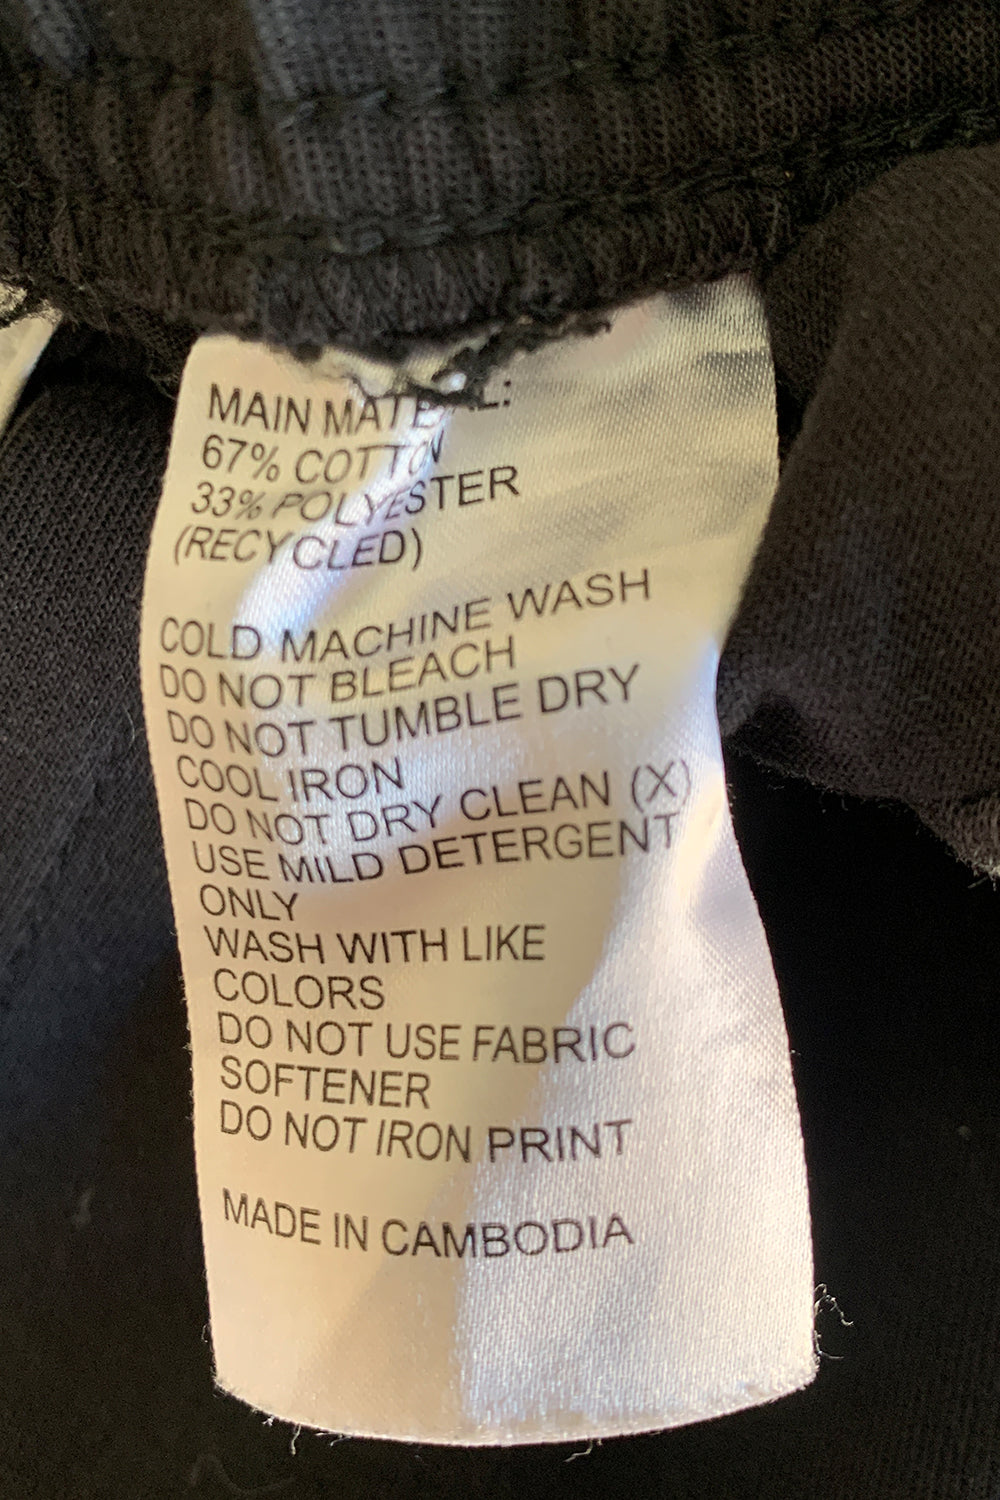 MAIN MATERIAL:
67% COTTON
33% POLYESTER
(RECYCLED)
COLD MACHINE WASH
DO NOT BLEACH
DO NOT TUMBLE DRY
COOL IRON
DO NOT DRY CLEAN (X)
USE MILD DETERGENT
ONLY
WASH WITH LIKE
COLORS
DO NOT USE FABRIC
SOFTENER
DO NOT IRON PRINT
MADE IN CAMBODIA